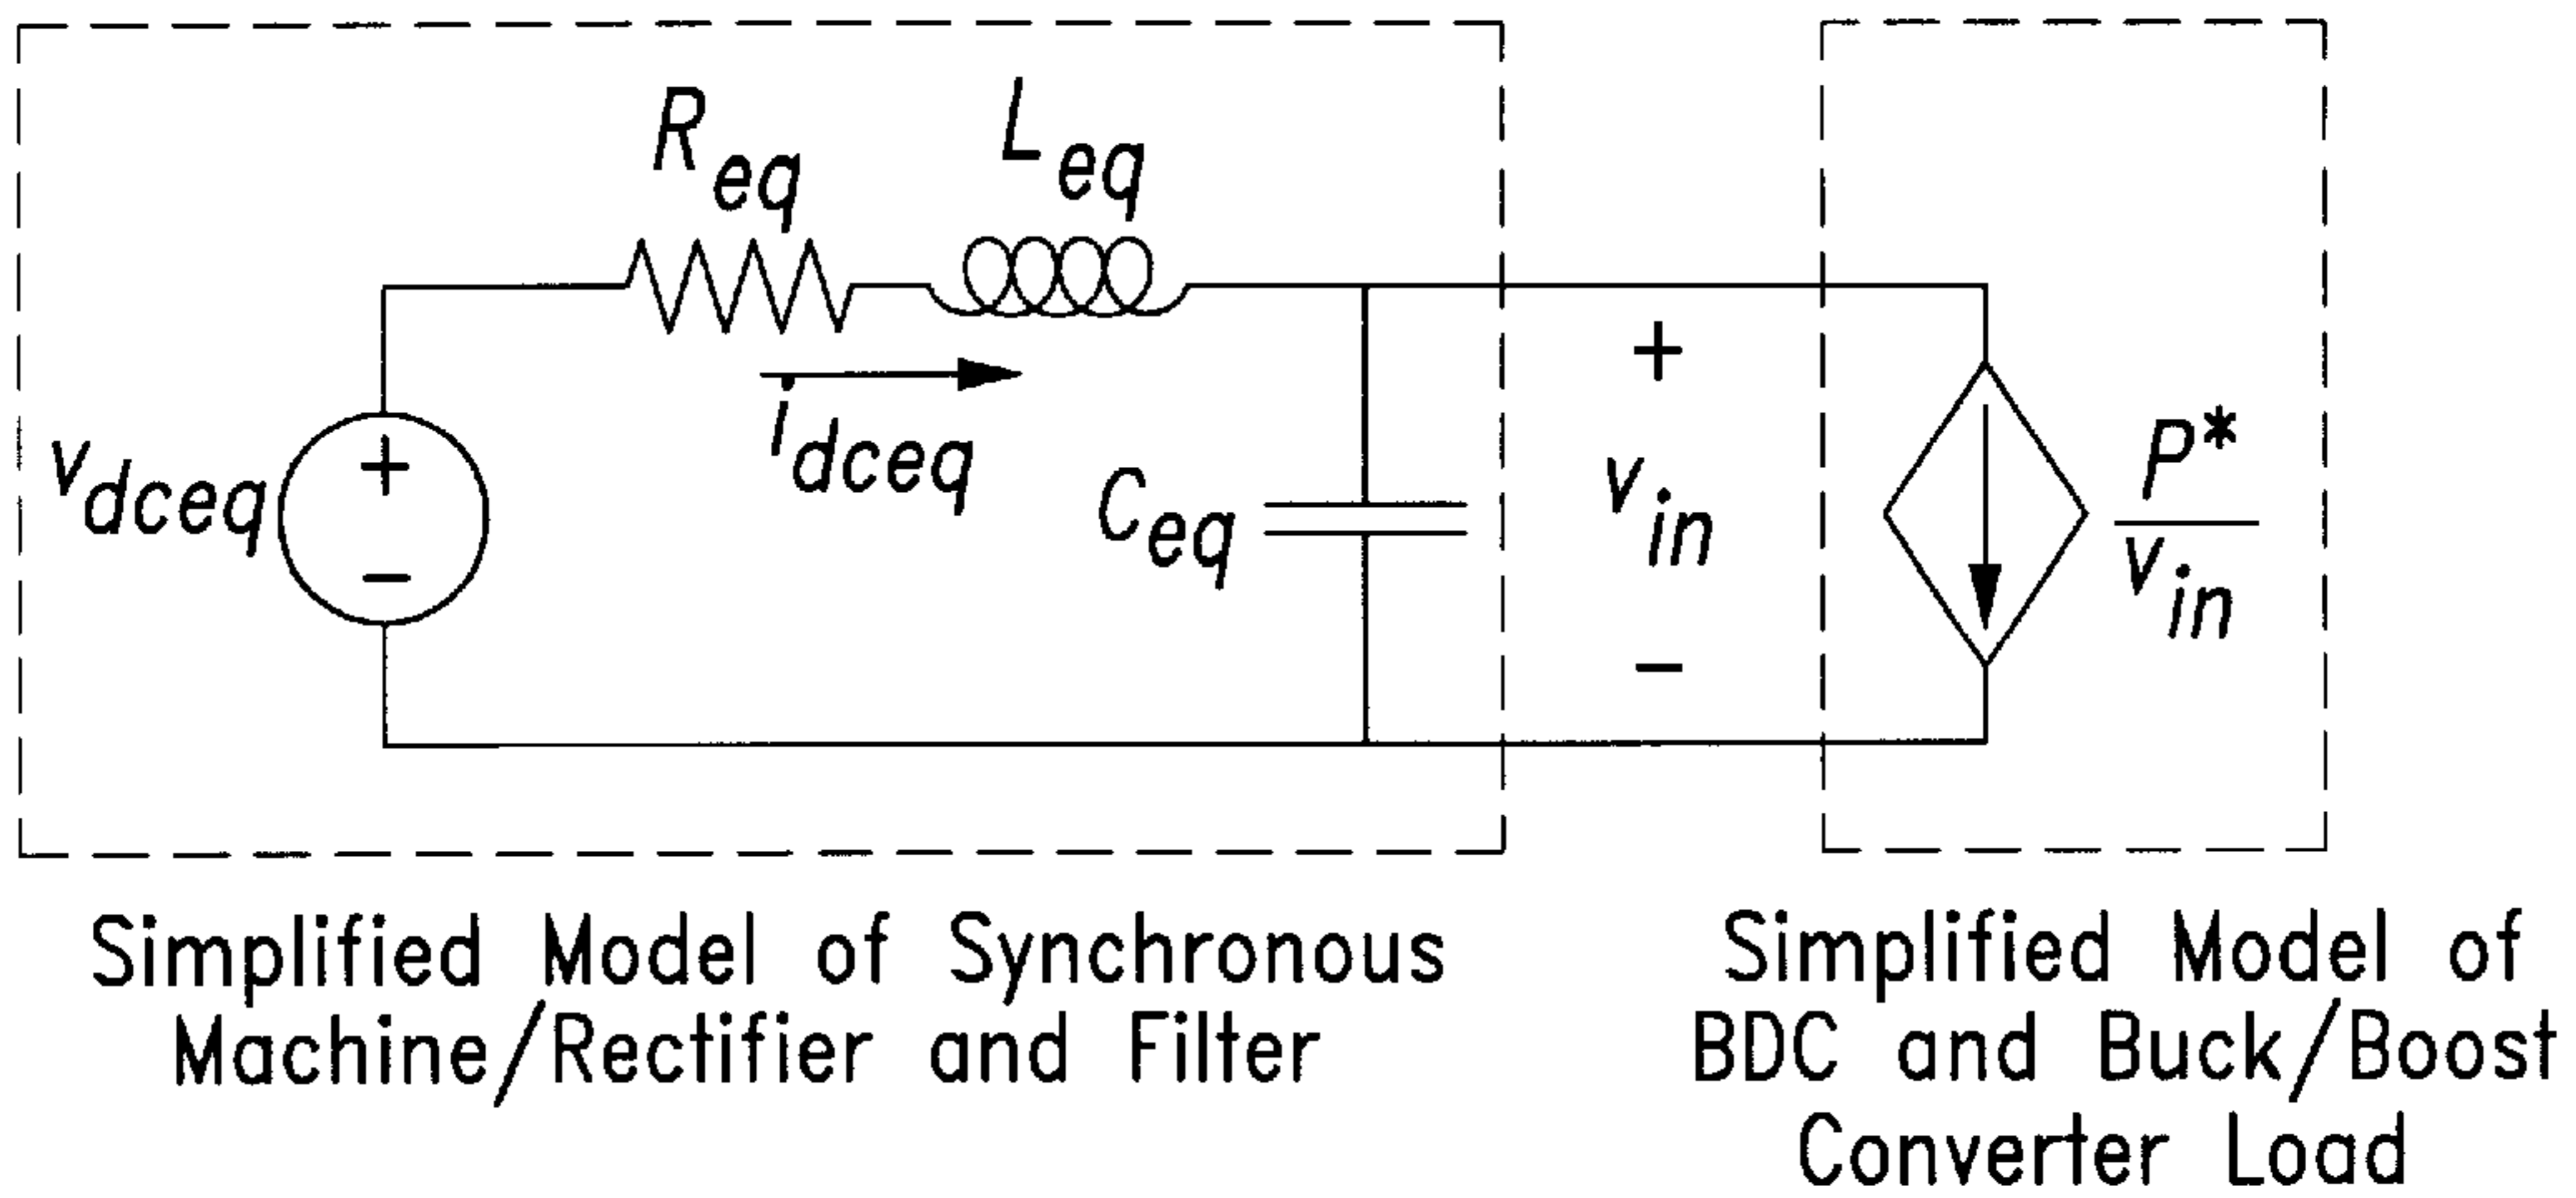 R_eq L_eq
v_dceq + −
i_dceq
C_eq
+
v_in
−
P*
v_in
Simplified Model of Synchronous
Machine/Rectifier and Filter
Simplified Model of
BDC and Buck/Boost
Converter Load